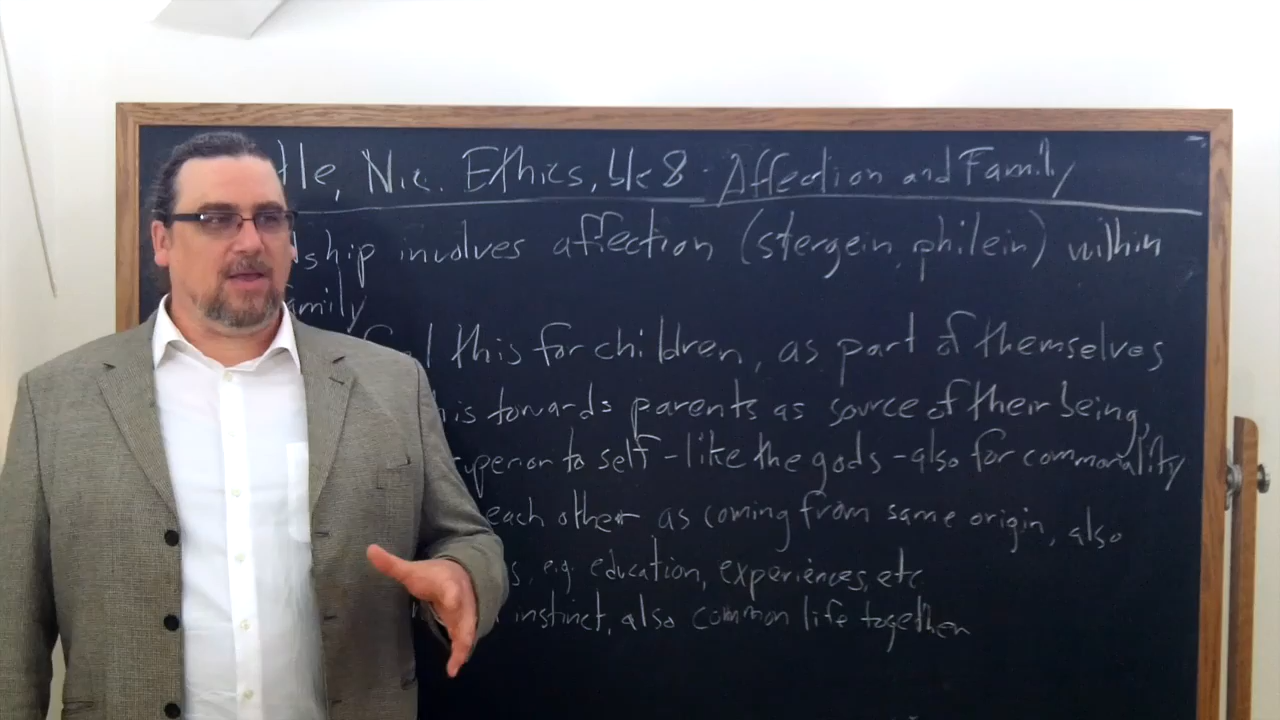 tle, Nic. Ethics, bk 8 - Affection and Family
ship involves affection (stergein, philein) within
amily
this for children, as part of themselves
his towards parents as source of their being,
superior to self - like the gods - also for commonality
each other as coming from same origin, also
s, e.g. education, experiences, etc
instinct, also common life together